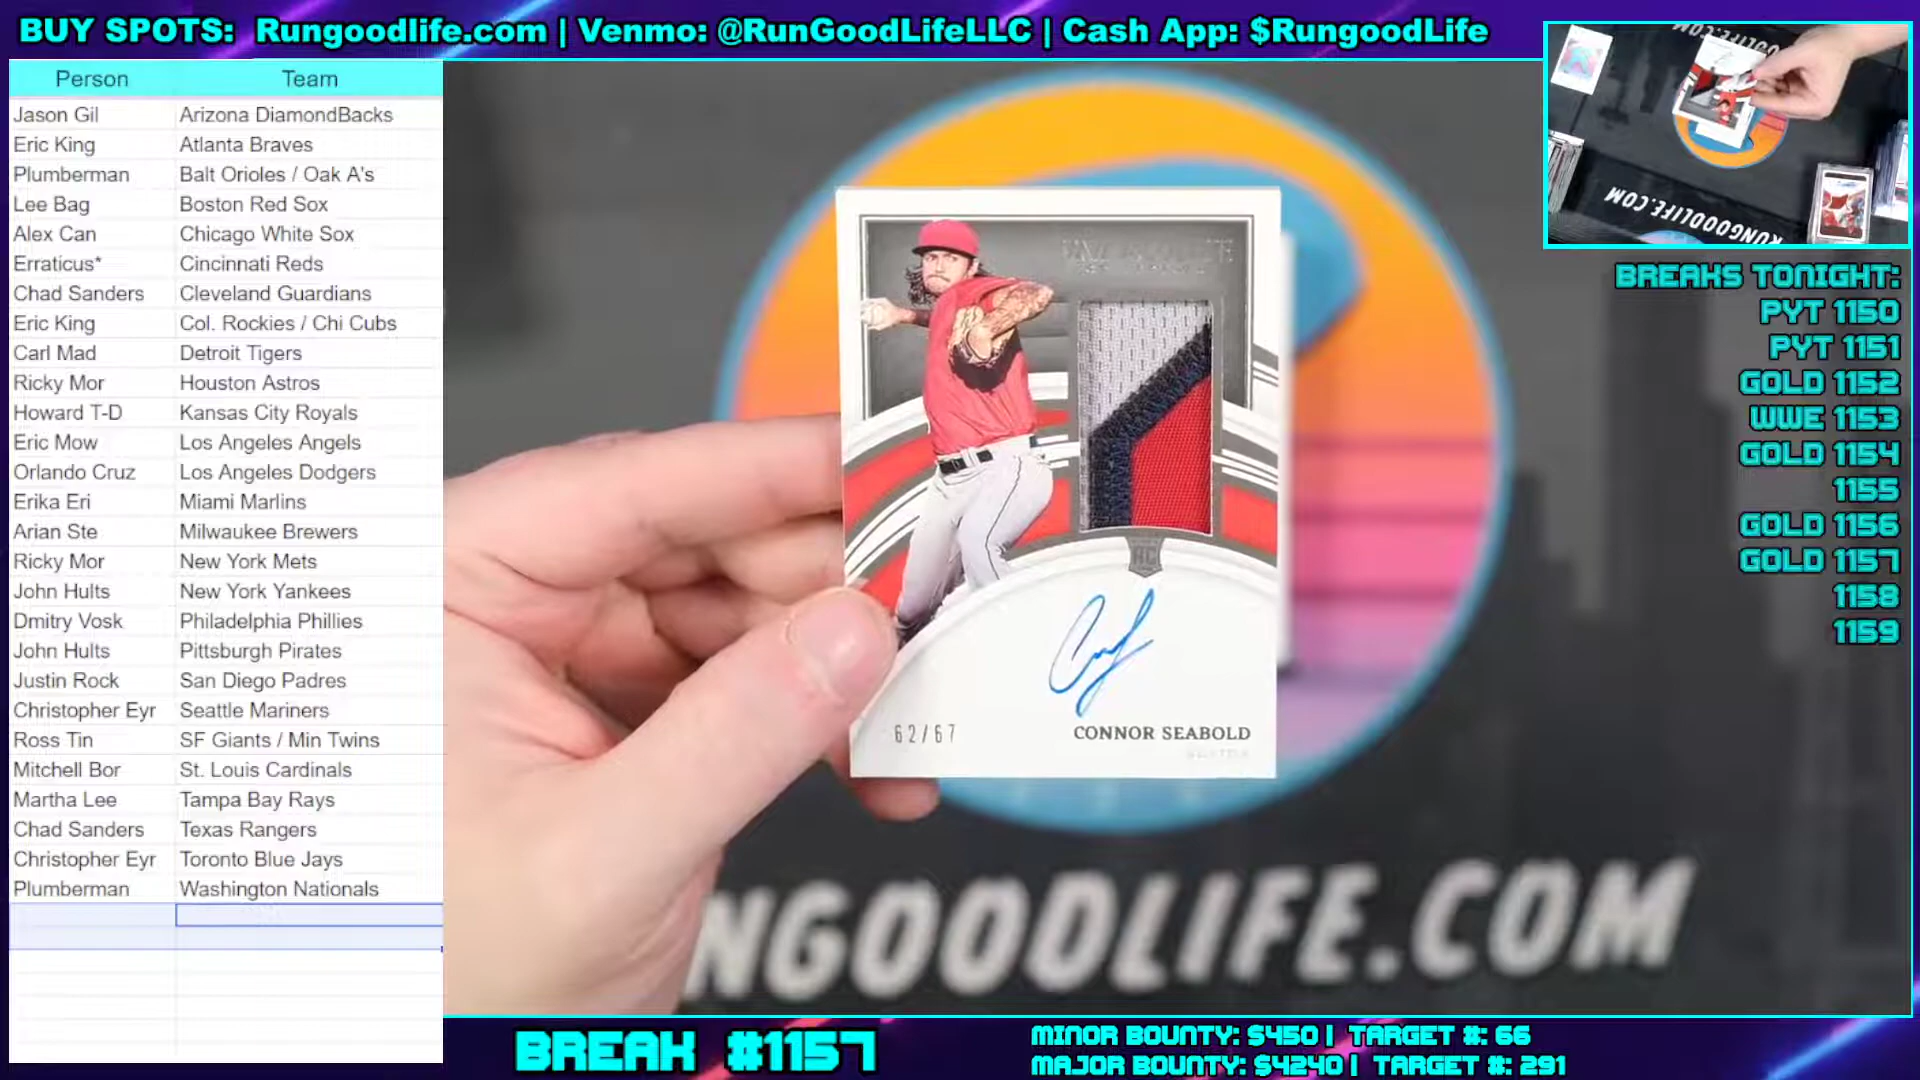 BUY SPOTS: Rungoodlife.com | Venmo: @RunGoodLifeLLC | Cash App: $RungoodLife
Person Team
Jason Gil Arizona DiamondBacks
Eric King Atlanta Braves
Plumberman Balt Orioles / Oak A's
Lee Bag Boston Red Sox
Alex Can Chicago White Sox
Erraticus* Cincinnati Reds
Chad Sanders Cleveland Guardians
Eric King Col. Rockies / Chi Cubs
Carl Mad Detroit Tigers
Ricky Mor Houston Astros
Howard T-D Kansas City Royals
Eric Mow Los Angeles Angels
Orlando Cruz Los Angeles Dodgers
Erika Eri Miami Marlins
Arian Ste Milwaukee Brewers
Ricky Mor New York Mets
John Hults New York Yankees
Dmitry Vosk Philadelphia Phillies
John Hults Pittsburgh Pirates
Justin Rock San Diego Padres
Christopher Eyr Seattle Mariners
Ross Tin SF Giants / Min Twins
Mitchell Bor St. Louis Cardinals
Martha Lee Tampa Bay Rays
Chad Sanders Texas Rangers
Christopher Eyr Toronto Blue Jays
Plumberman Washington Nationals
RC
62/67
CONNOR SEABOLD
NGOODLIFE.COM
RUNGOODLIFE.COM
BREAKS TONIGHT:
PYT 1150
PYT 1151
GOLD 1152
WWE 1153
GOLD 1154
1155
GOLD 1156
GOLD 1157
1158
1159
BREAK #1157
MINOR BOUNTY: $450 | TARGET #: 66
MAJOR BOUNTY: $4240 | TARGET #: 291